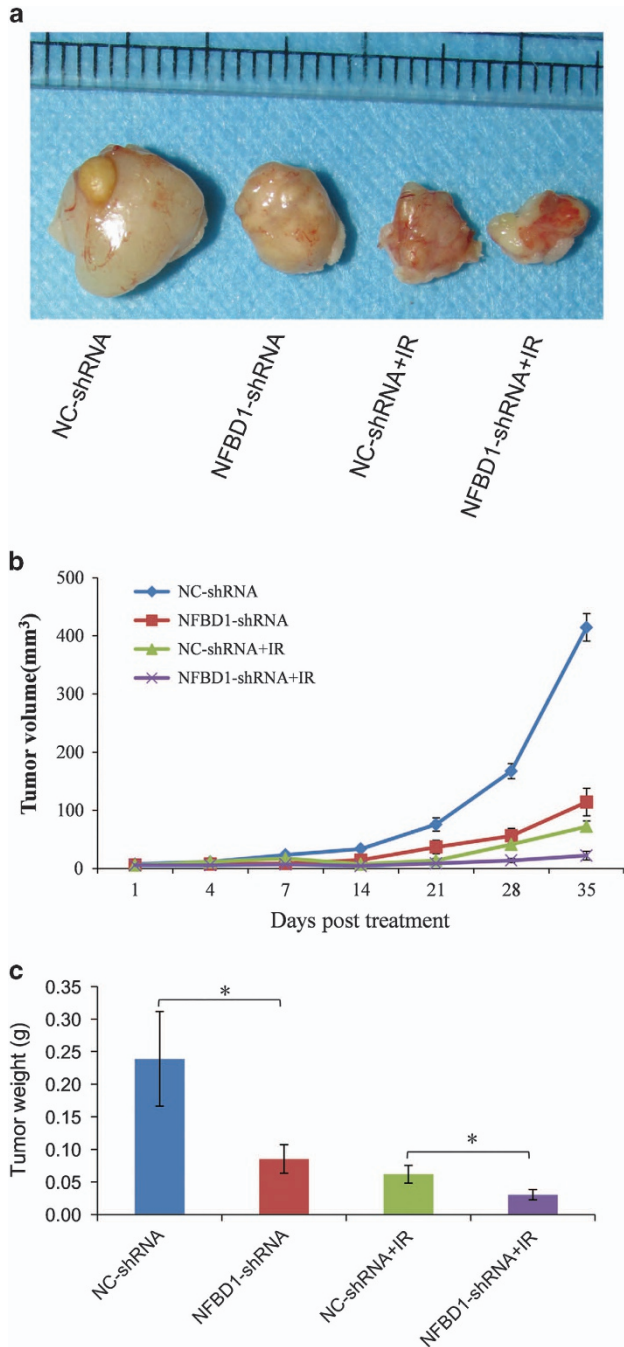 a
NC-shRNA
NFBD1-shRNA
NC-shRNA+IR
NFBD1-shRNA+IR
b
500
400
300
200
100
0
Tumor volume(mm³)
NC-shRNA
NFBD1-shRNA
NC-shRNA+IR
NFBD1-shRNA+IR
1 4 7 14 21 28 35
Days post treatment
c
0.35
0.30
0.25
0.20
0.15
0.10
0.05
0.00
Tumor weight (g)
* *
NC-shRNA
NFBD1-shRNA
NC-shRNA+IR
NFBD1-shRNA+IR